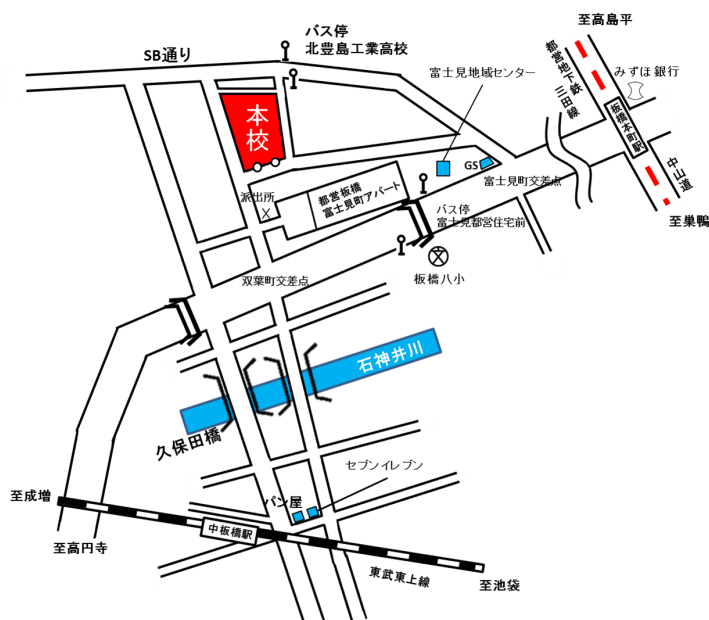 至高島平
バス停
北豊島工業高校
SB通り
都営地下鉄
三田線
富士見地域センター
みずほ銀行
板橋本町駅
本校
中山道
GS
富士見町交差点
派出所
都営板橋
富士見町アパート
至巣鴨
バス停
富士見都営住宅前
文
板橋八小
双葉町交差点
石神井川
久保田橋
セブンイレブン
至成増
パン屋
中板橋駅
至高円寺
東武東上線
至池袋